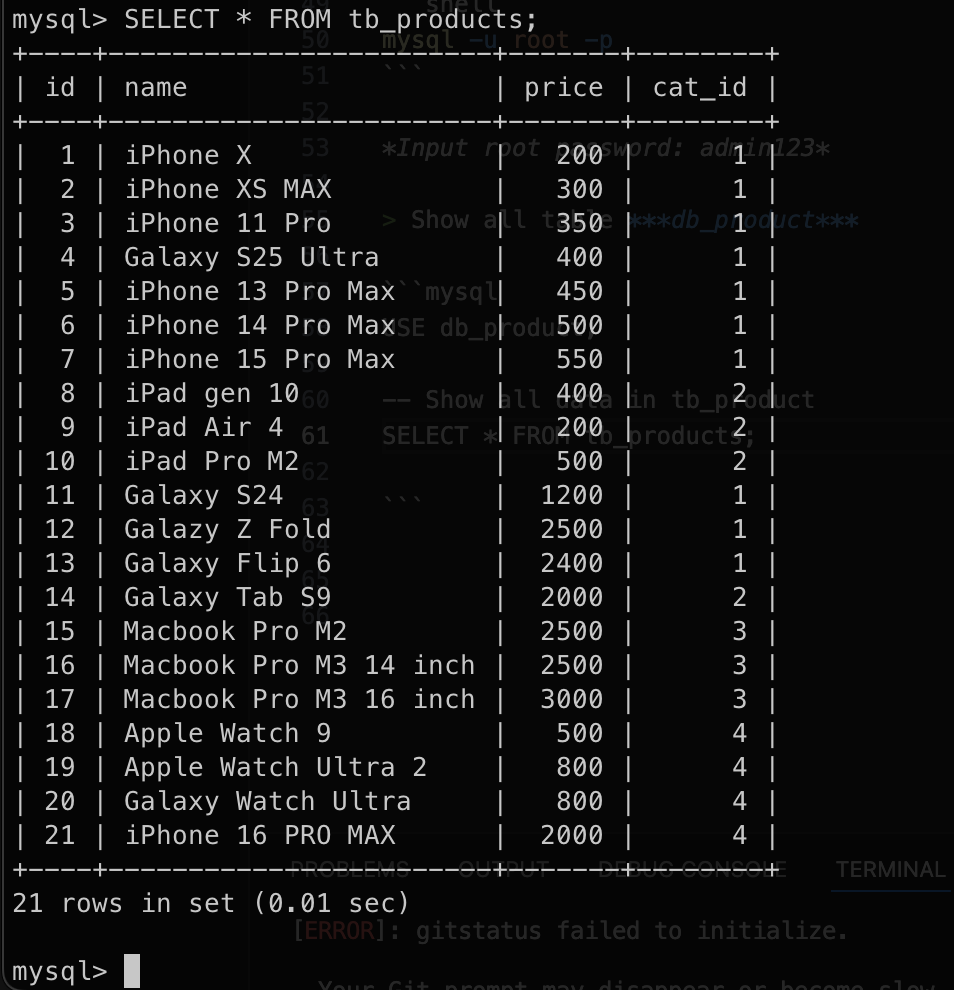 mysql> SELECT * FROM tb_products;
+----+------------------------+-------+--------+
| id | name | price | cat_id |
+----+------------------------+-------+--------+
| 1 | iPhone X | 200 | 1 |
| 2 | iPhone XS MAX | 300 | 1 |
| 3 | iPhone 11 Pro | 350 | 1 |
| 4 | Galaxy S25 Ultra | 400 | 1 |
| 5 | iPhone 13 Pro Max | 450 | 1 |
| 6 | iPhone 14 Pro Max | 500 | 1 |
| 7 | iPhone 15 Pro Max | 550 | 1 |
| 8 | iPad gen 10 | 400 | 2 |
| 9 | iPad Air 4 | 200 | 2 |
| 10 | iPad Pro M2 | 500 | 2 |
| 11 | Galaxy S24 | 1200 | 1 |
| 12 | Galazy Z Fold | 2500 | 1 |
| 13 | Galaxy Flip 6 | 2400 | 1 |
| 14 | Galaxy Tab S9 | 2000 | 2 |
| 15 | Macbook Pro M2 | 2500 | 3 |
| 16 | Macbook Pro M3 14 inch | 2500 | 3 |
| 17 | Macbook Pro M3 16 inch | 3000 | 3 |
| 18 | Apple Watch 9 | 500 | 4 |
| 19 | Apple Watch Ultra 2 | 800 | 4 |
| 20 | Galaxy Watch Ultra | 800 | 4 |
| 21 | iPhone 16 PRO MAX | 2000 | 4 |
+----+------------------------+-------+--------+
21 rows in set (0.01 sec)
mysql>
shell
50 mysql -u root -p
51 ```
52
53 *Input root password: admin123*
> Show all table ***db_product***
```mysql
USE db_product;
60 -- Show all data in tb_product
61 SELECT * FROM tb_products;
62
63 ```
64
65
66
PROBLEMS OUTPUT DEBUG CONSOLE TERMINAL
[ERROR]: gitstatus failed to initialize.
Your Git prompt may disappear or become slow